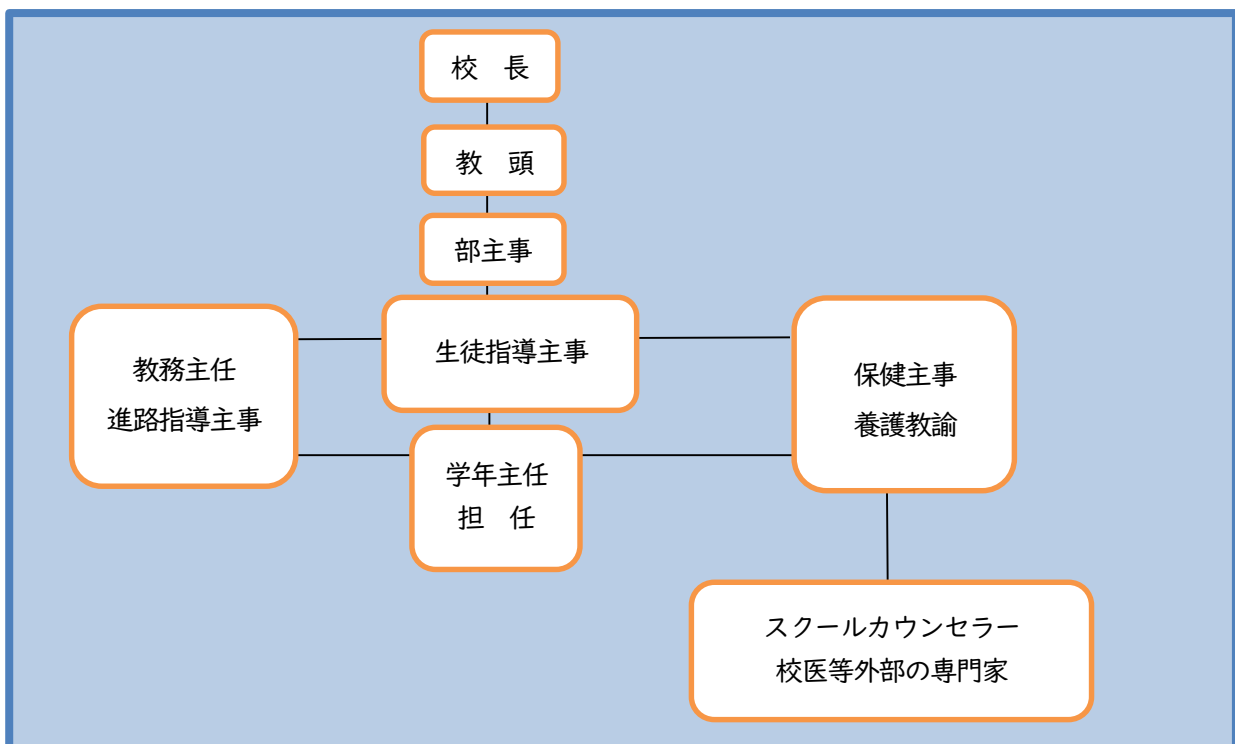 校　長
教　頭
部主事
生徒指導主事
教務主任
進路指導主事
保健主事
養護教諭
学年主任
担　任
スクールカウンセラー
校医等外部の専門家